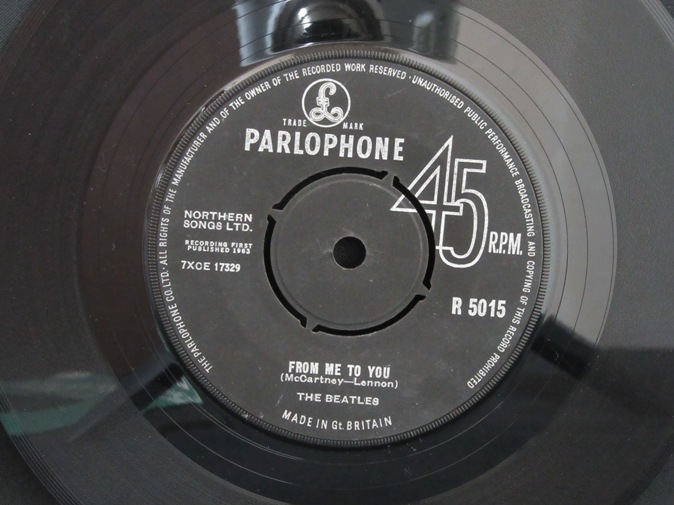 THE PARLOPHONE CO.LTD. · ALL RIGHTS OF THE MANUFACTURER AND OF THE OWNER OF THE RECORDED WORK RESERVED · UNAUTHORISED PUBLIC PERFORMANCE BROADCASTING AND COPYING OF THIS RECORD PROHIBITED
£
TRADE MARK
PARLOPHONE
45 R.P.M.
NORTHERN
SONGS LTD.
RECORDING FIRST
PUBLISHED 1963
7XCE 17329
R 5015
FROM ME TO YOU
(McCartney—Lennon)
THE BEATLES
MADE IN Gt. BRITAIN